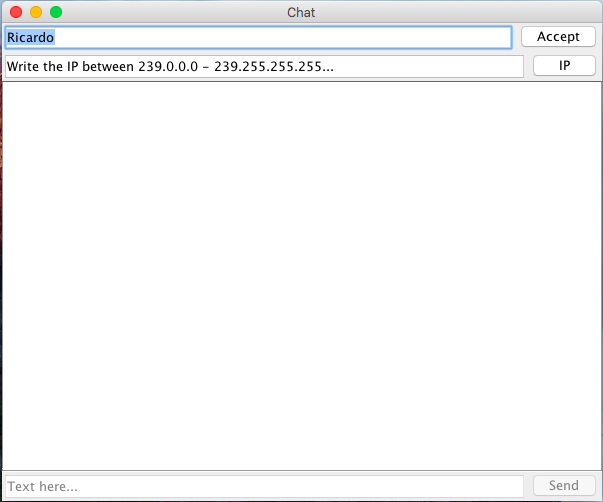 Chat
Ricardo Accept
Write the IP between 239.0.0.0 - 239.255.255.255... IP
Text here... Send